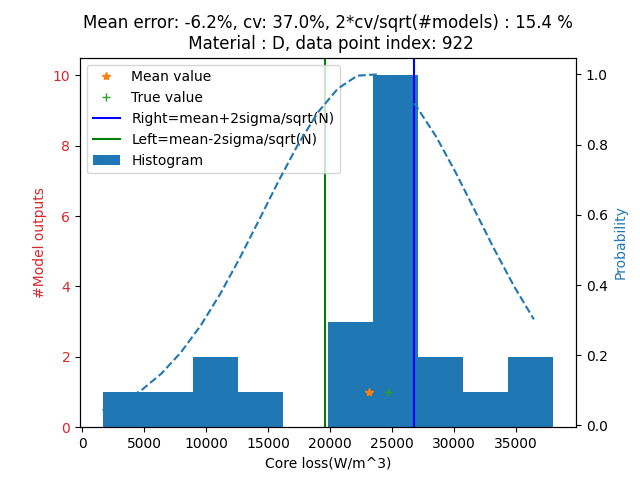 Mean error: -6.2%, cv: 37.0%, 2*cv/sqrt(#models) : 15.4 %
Material : D, data point index: 922
Mean value
True value
Right=mean+2sigma/sqrt(N)
Left=mean-2sigma/sqrt(N)
Histogram
#Model outputs
10
8
6
4
2
0
Probability
1.0
0.8
0.6
0.4
0.2
0.0
0 5000 10000 15000 20000 25000 30000 35000
Core loss(W/m^3)